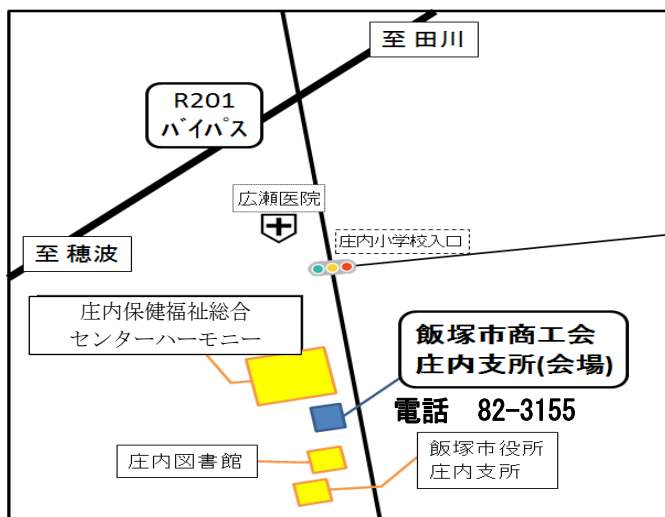 至田川
R201
バイパス
広瀬医院
庄内小学校入口
至穂波
庄内保健福祉総合
センターハーモニー
飯塚市商工会
庄内支所(会場)
電話 82-3155
庄内図書館
飯塚市役所
庄内支所